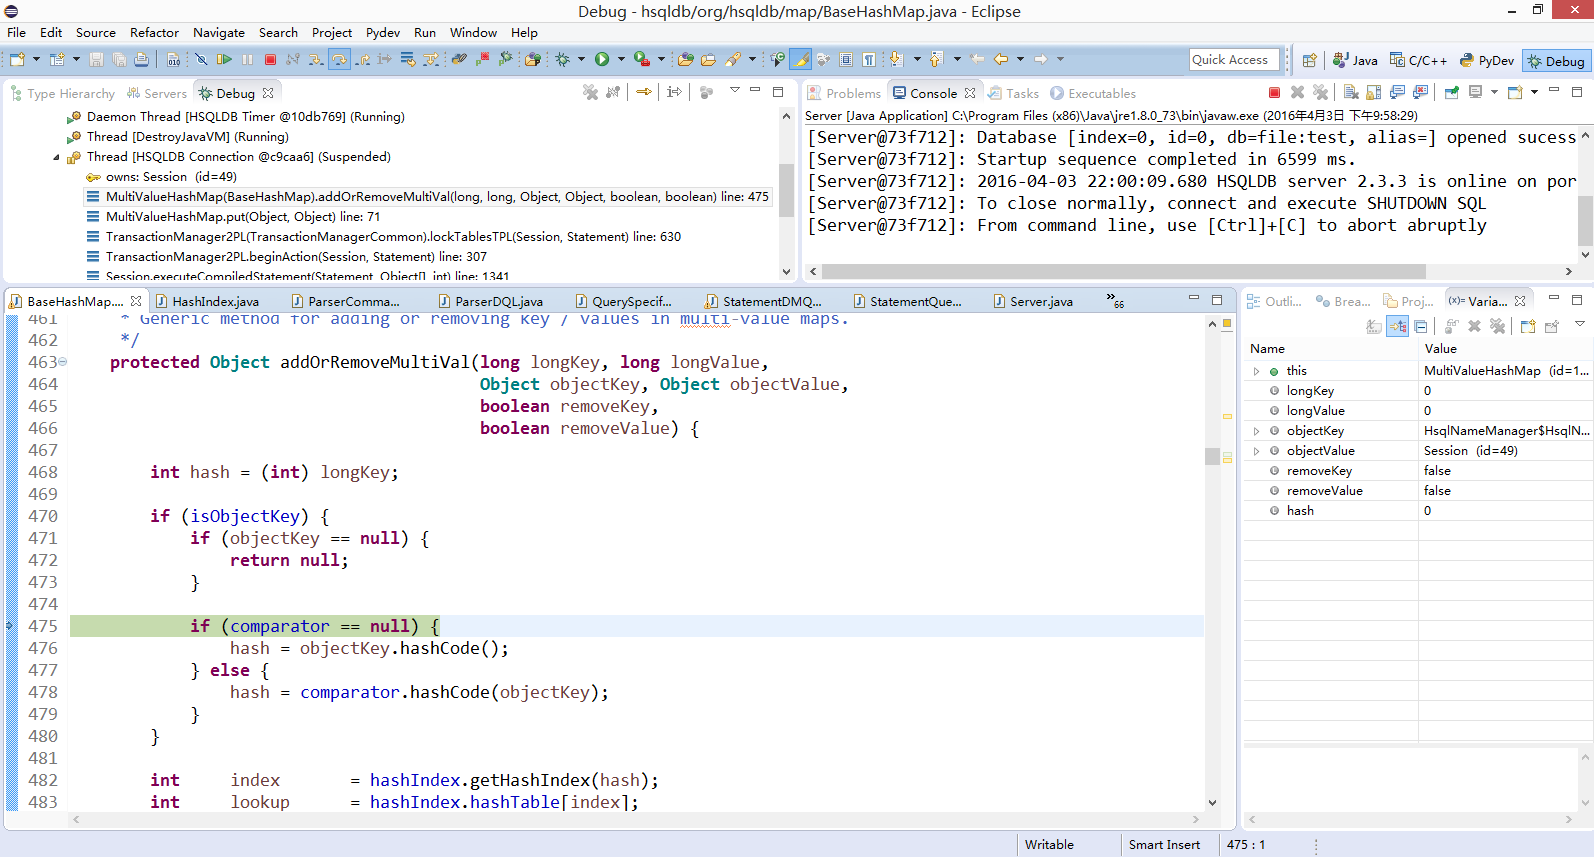 Debug - hsqldb/org/hsqldb/map/BaseHashMap.java - Eclipse
File Edit Source Refactor Navigate Search Project Pydev Run Window Help
Quick Access Java C/C++ PyDev Debug
Type Hierarchy Servers Debug
Daemon Thread [HSQLDB Timer @10db769] (Running)
Thread [DestroyJavaVM] (Running)
Thread [HSQLDB Connection @c9caa6] (Suspended)
owns: Session (id=49)
MultiValueHashMap(BaseHashMap).addOrRemoveMultiVal(long, long, Object, Object, boolean, boolean) line: 475
MultiValueHashMap.put(Object, Object) line: 71
TransactionManager2PL(TransactionManagerCommon).lockTablesTPL(Session, Statement) line: 630
TransactionManager2PL.beginAction(Session, Statement) line: 307
Session.executeCompiledStatement(Statement, Object[], int) line: 1341
Problems Console Tasks Executables
Server [Java Application] C:\Program Files (x86)\Java\jre1.8.0_73\bin\javaw.exe (2016年4月3日 下午9:58:29)
[Server@73f712]: Database [index=0, id=0, db=file:test, alias=] opened sucess
[Server@73f712]: Startup sequence completed in 6599 ms.
[Server@73f712]: 2016-04-03 22:00:09.680 HSQLDB server 2.3.3 is online on por
[Server@73f712]: To close normally, connect and execute SHUTDOWN SQL
[Server@73f712]: From command line, use [Ctrl]+[C] to abort abruptly
BaseHashMap.... HashIndex.java ParserComma... ParserDQL.java QuerySpecif... StatementDMQ... StatementQue... Server.java »66
461 * Generic method for adding or removing key / values in multi-value maps.
462 */
463 protected Object addOrRemoveMultiVal(long longKey, long longValue,
464 Object objectKey, Object objectValue,
465 boolean removeKey,
466 boolean removeValue) {
467
468 int hash = (int) longKey;
469
470 if (isObjectKey) {
471 if (objectKey == null) {
472 return null;
473 }
474
475 if (comparator == null) {
476 hash = objectKey.hashCode();
477 } else {
478 hash = comparator.hashCode(objectKey);
479 }
480 }
481
482 int index = hashIndex.getHashIndex(hash);
483 int lookup = hashIndex.hashTable[index];
Outli... Brea... Proj... (x)= Varia...
Name Value
this MultiValueHashMap (id=1...
longKey 0
longValue 0
objectKey HsqlNameManager$HsqlN...
objectValue Session (id=49)
removeKey false
removeValue false
hash 0
Writable Smart Insert 475 : 1